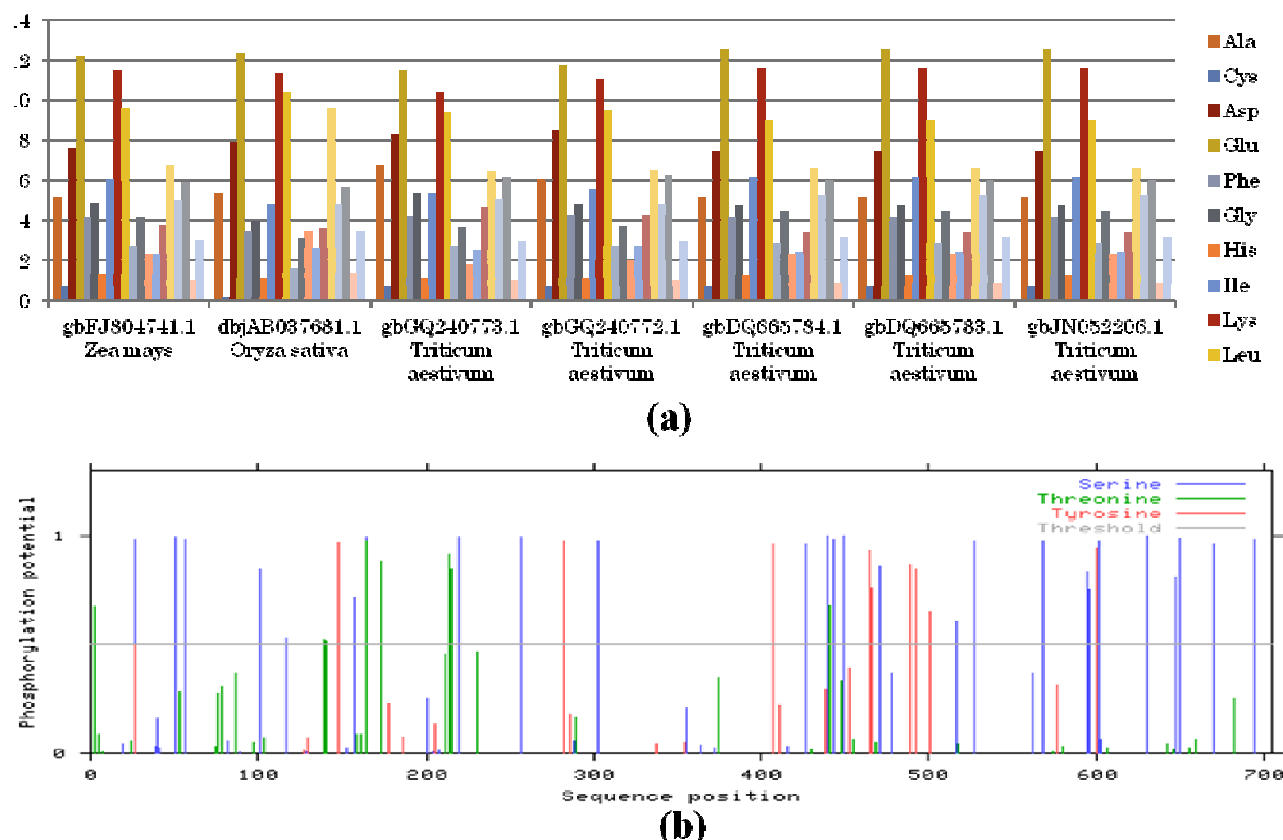 14
12
10
8
6
4
2
0
gbFJ804741.1
Zea mays
dbjAB037681.1
Oryza sativa
gbGQ240773.1
Triticum
aestivum
gbGQ240772.1
Triticum
aestivum
gbDQ665784.1
Triticum
aestivum
gbDQ665783.1
Triticum
aestivum
gbJN052206.1
Triticum
aestivum
Ala
Cys
Asp
Glu
Phe
Gly
His
Ile
Lys
Leu
(a)
Phosphorylation potential
1
0
Serine
Threonine
Tyrosine
Threshold
0 100 200 300 400 500 600 700
Sequence position
(b)